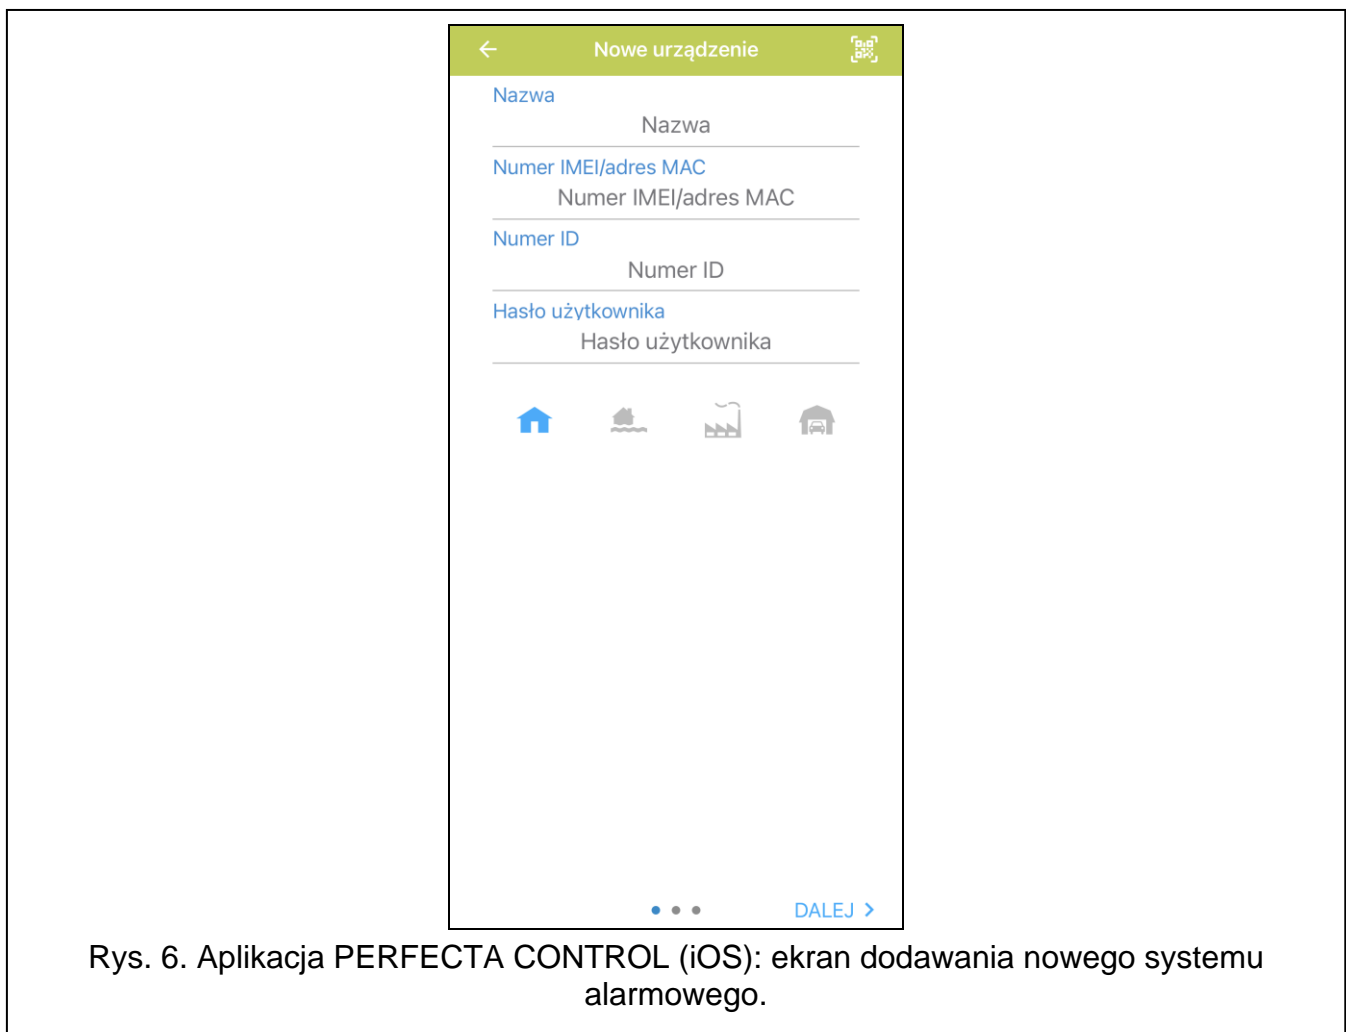 Nowe urządzenie
Nazwa
Nazwa
Numer IMEI/adres MAC
Numer IMEI/adres MAC
Numer ID
Numer ID
Hasło użytkownika
Hasło użytkownika
DALEJ
Rys. 6. Aplikacja PERFECTA CONTROL (iOS): ekran dodawania nowego systemu
alarmowego.